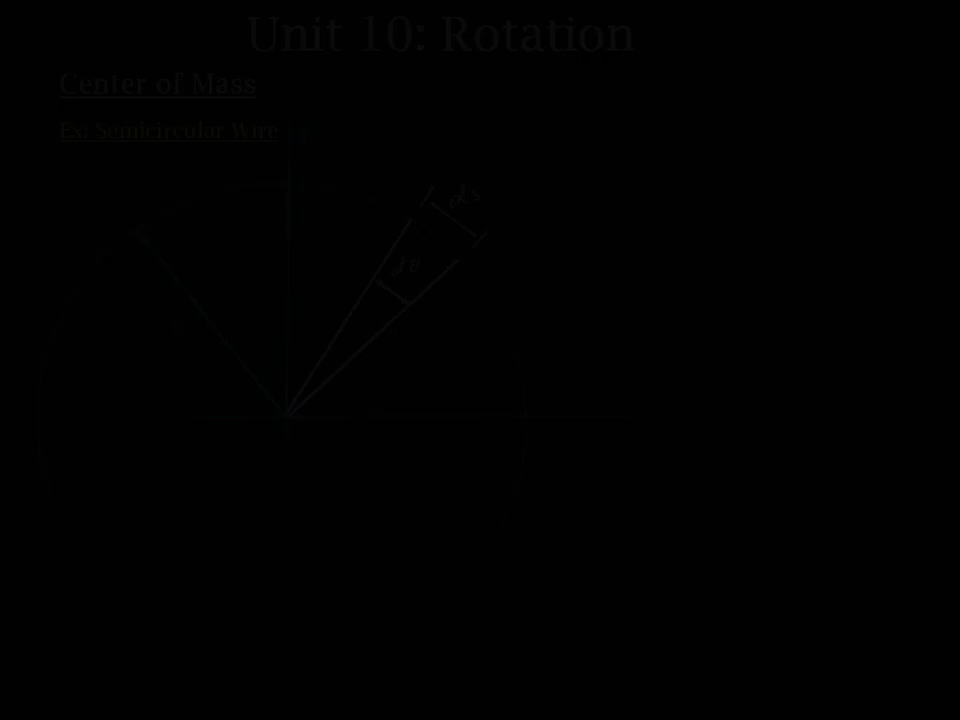 Unit 10: Rotation
Center of Mass
Ex: Semicircular Wire
ds
dθ